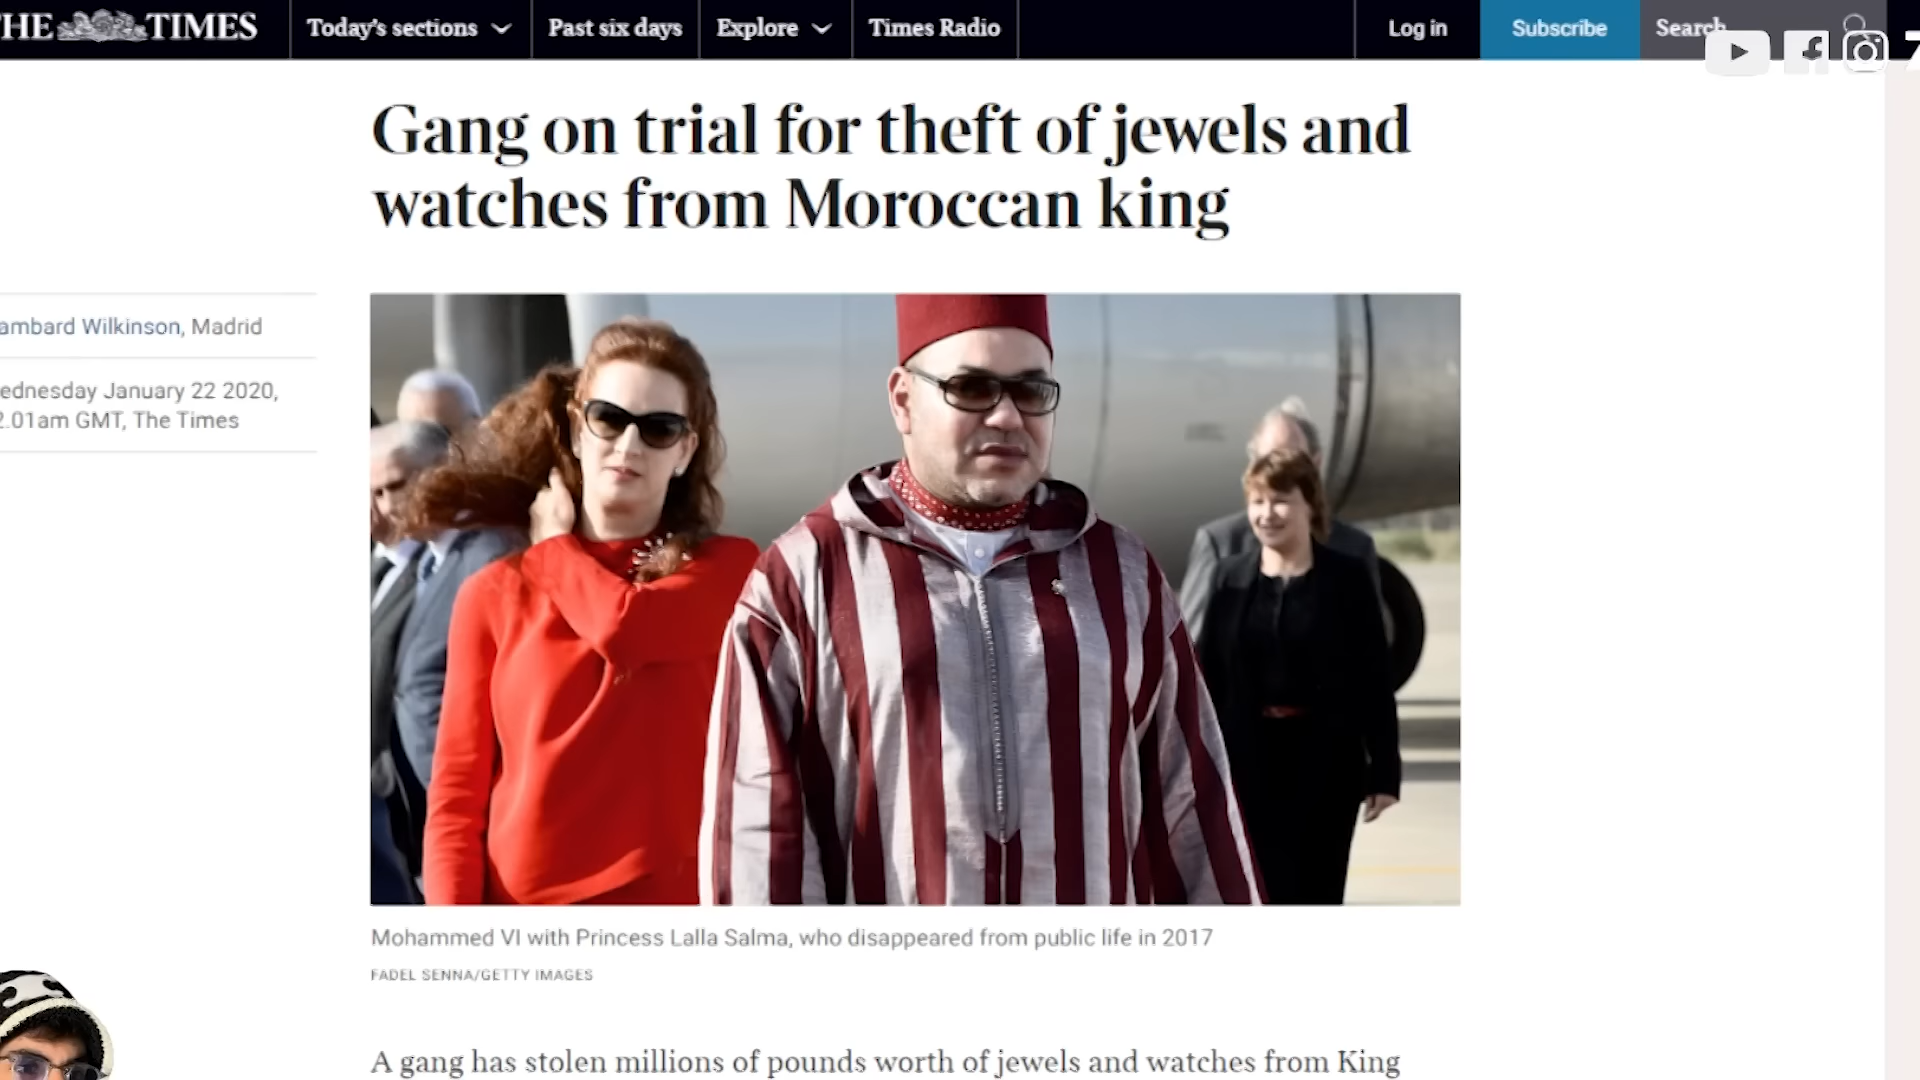 THE TIMES
Today's sections
Past six days
Explore
Times Radio
Log in
Subscribe
Search
Gang on trial for theft of jewels and
watches from Moroccan king
ambard Wilkinson, Madrid
ednesday January 22 2020,
2.01am GMT, The Times
Mohammed VI with Princess Lalla Salma, who disappeared from public life in 2017
FADEL SENNA/GETTY IMAGES
A gang has stolen millions of pounds worth of jewels and watches from King